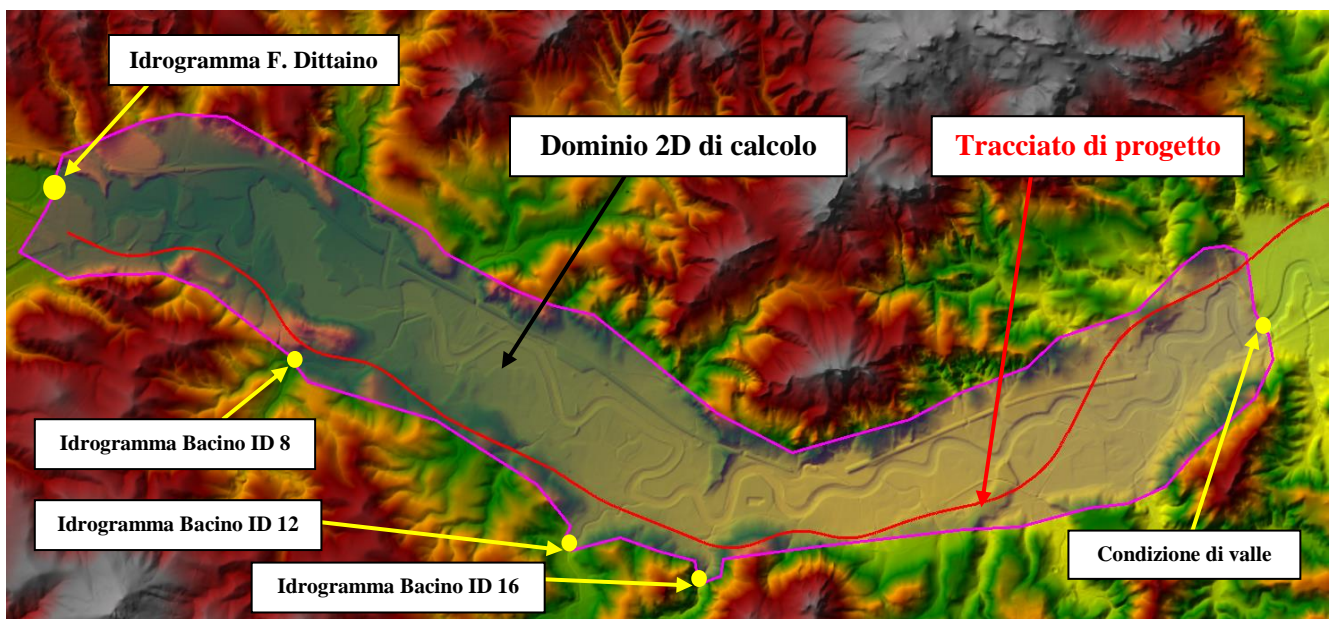 Idrogramma F. Dittaino
Dominio 2D di calcolo
Tracciato di progetto
Idrogramma Bacino ID 8
Idrogramma Bacino ID 12
Idrogramma Bacino ID 16
Condizione di valle